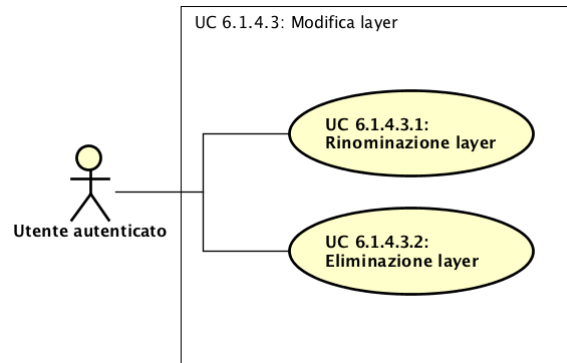 UC 6.1.4.3: Modifica layer
UC 6.1.4.3.1:
Rinominazione layer
Utente autenticato
UC 6.1.4.3.2:
Eliminazione layer